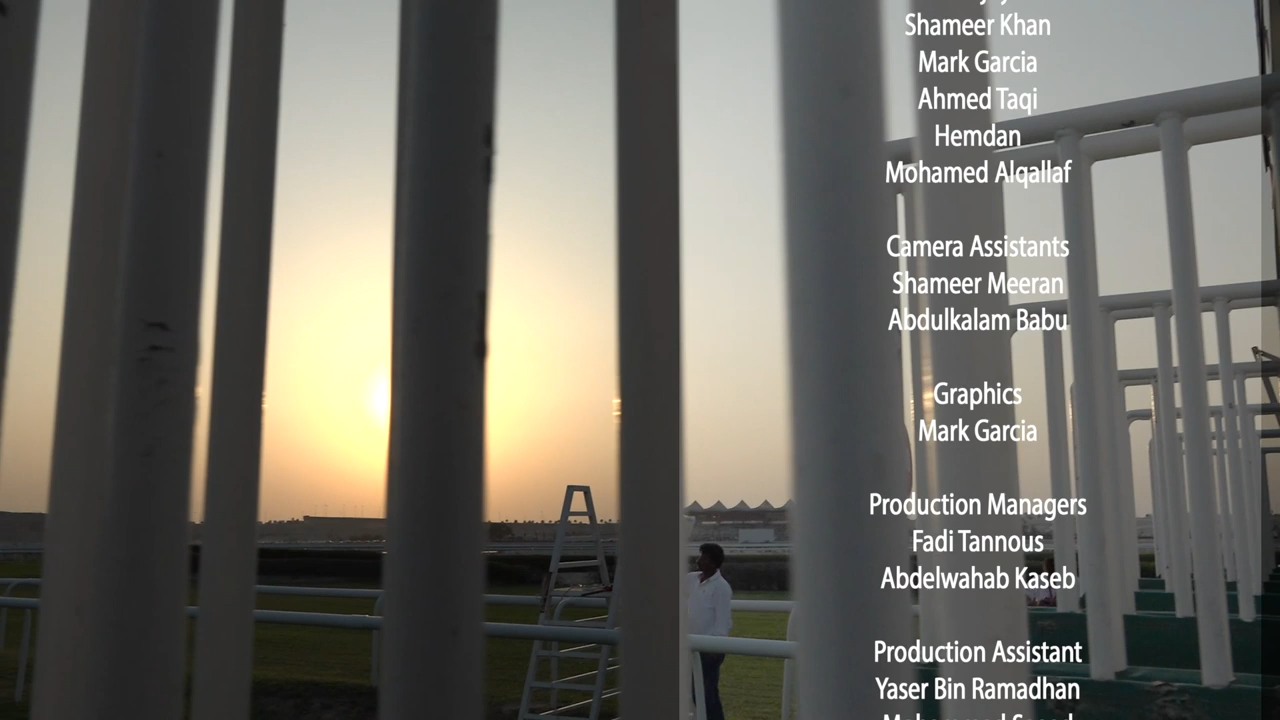 Shameer Khan
Mark Garcia
Ahmed Taqi
Hemdan
Mohamed Alqallaf
Camera Assistants
Shameer Meeran
Abdulkalam Babu
Graphics
Mark Garcia
Production Managers
Fadi Tannous
Abdelwahab Kaseb
Production Assistant
Yaser Bin Ramadhan